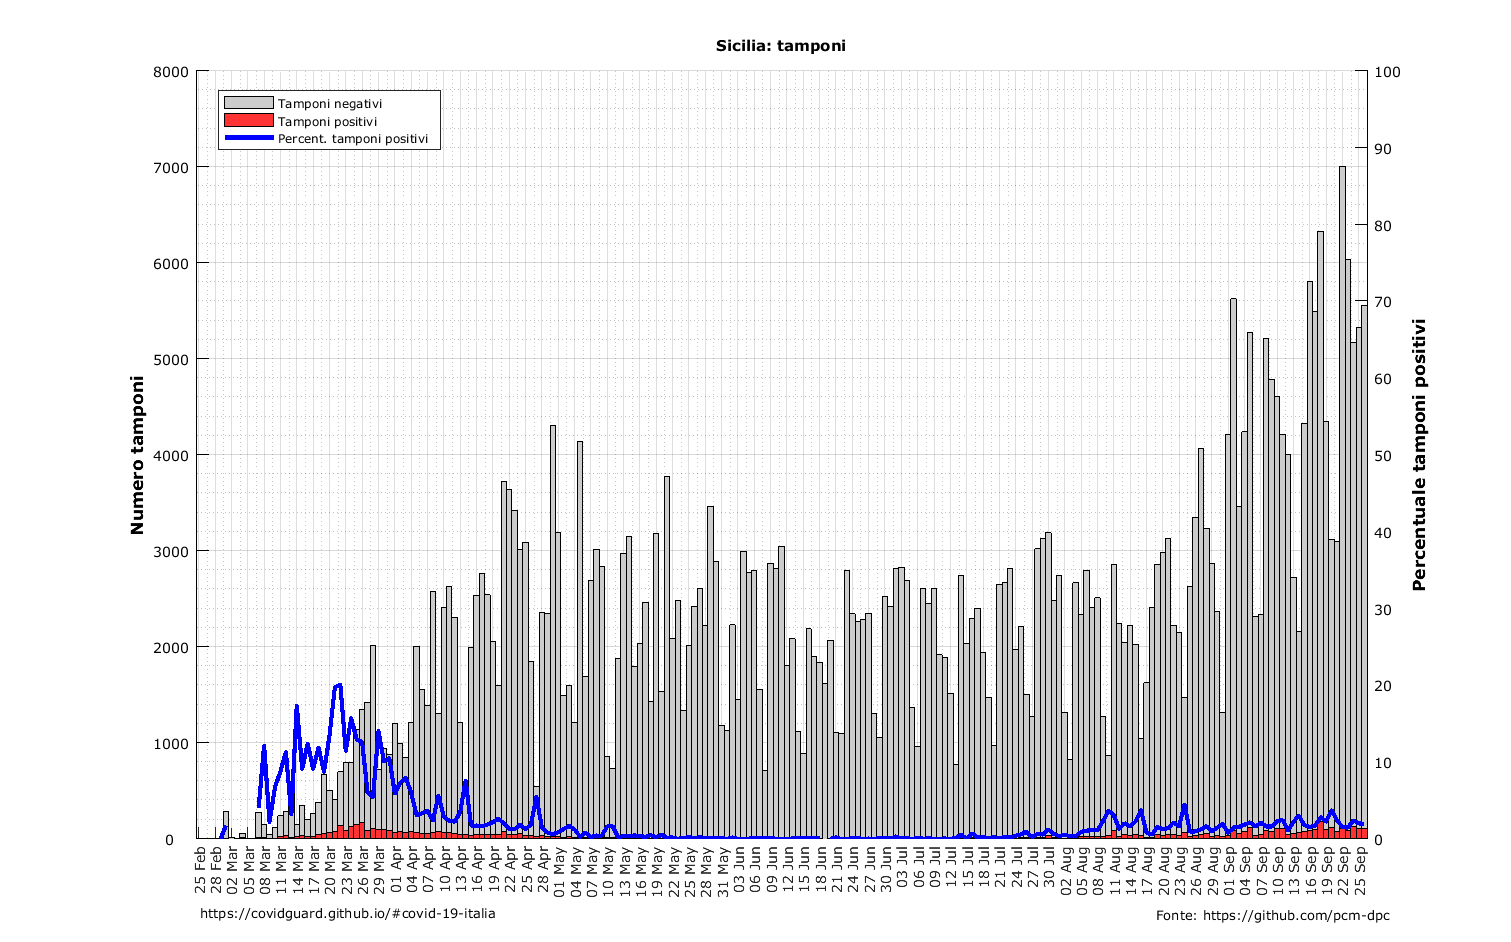 Sicilia: tamponi
8000
7000
6000
5000
4000
3000
2000
1000
0
Numero tamponi
Tamponi negativi
Tamponi positivi
Percent. tamponi positivi
100
90
80
70
60
50
40
30
20
10
0
Percentuale tamponi positivi
25 Feb
28 Feb
02 Mar
05 Mar
08 Mar
11 Mar
14 Mar
17 Mar
20 Mar
23 Mar
26 Mar
29 Mar
01 Apr
04 Apr
07 Apr
10 Apr
13 Apr
16 Apr
19 Apr
22 Apr
25 Apr
28 Apr
01 May
04 May
07 May
10 May
13 May
16 May
19 May
22 May
25 May
28 May
31 May
03 Jun
06 Jun
09 Jun
12 Jun
15 Jun
18 Jun
21 Jun
24 Jun
27 Jun
30 Jun
03 Jul
06 Jul
09 Jul
12 Jul
15 Jul
18 Jul
21 Jul
24 Jul
27 Jul
30 Jul
02 Aug
05 Aug
08 Aug
11 Aug
14 Aug
17 Aug
20 Aug
23 Aug
26 Aug
29 Aug
01 Sep
04 Sep
07 Sep
10 Sep
13 Sep
16 Sep
19 Sep
22 Sep
25 Sep
https://covidguard.github.io/#covid-19-italia
Fonte: https://github.com/pcm-dpc